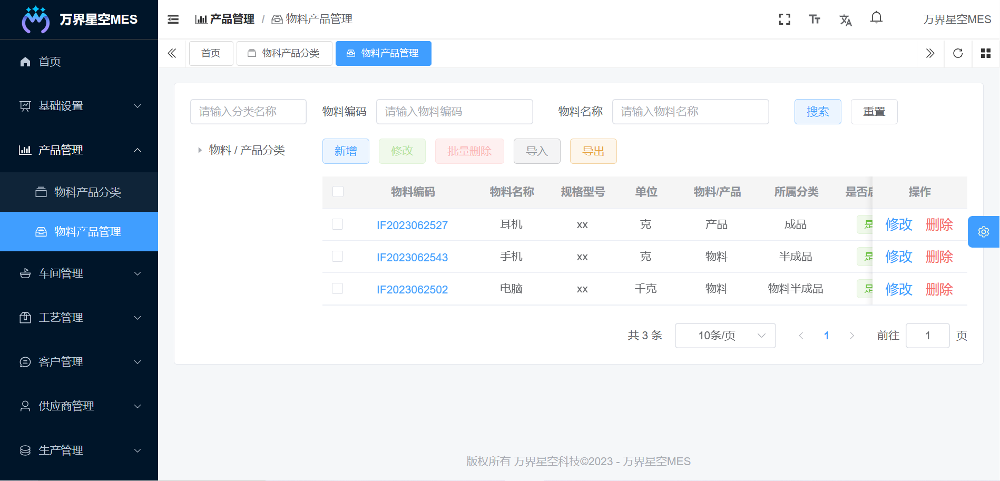 万界星空MES
产品管理 / 物料产品管理
万界星空MES
首页
物科产品分类
物料产品管理
首页
基础设置
产品管理
物科产品分类
物料产品管理
车间管理
工艺管理
客户管理
供应商管理
生产管理
请输入分类名称
物料编码 请输入物料编码
物料名称 请输入物料名称
搜索 重置
物料 / 产品分类
新增 修改 批量删除 导入 导出
物料编码 物料名称 规格型号 单位 物料/产品 所属分类 是否启 操作
IF2023062527 耳机 xx 克 产品 成品 是 修改 删除
IF2023062543 手机 xx 克 物料 半成品 是 修改 删除
IF2023062502 电脑 xx 千克 物料 物料半成品 是 修改 删除
共 3 条 10条/页 1 前往 1 页
版权所有 万界星空科技©2023 - 万界星空MES